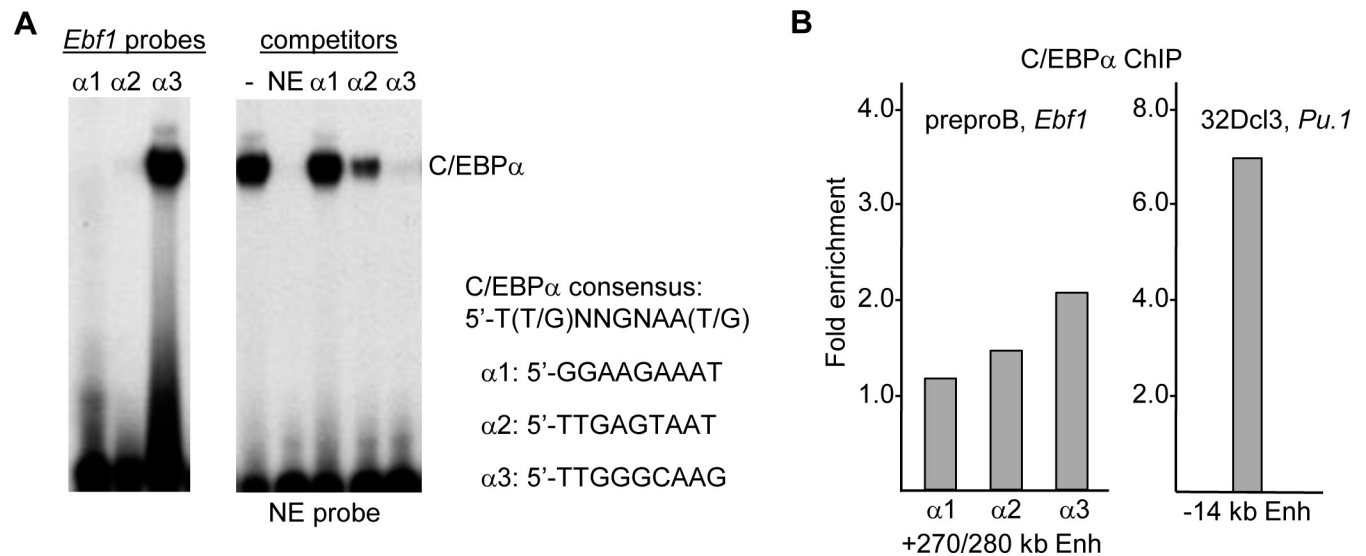 A
Ebf1 probes
α1 α2 α3
competitors
- NE α1 α2 α3
C/EBPα
NE probe
C/EBPα consensus:
5’-T(T/G)NNGNAA(T/G)
α1: 5’-GGAAGAAAT
α2: 5’-TTGAGTAAT
α3: 5’-TTGGGCAAG
B
C/EBPα ChIP
Fold enrichment
4.0
3.0
2.0
1.0
preproB, Ebf1
α1 α2 α3
+270/280 kb Enh
8.0
6.0
4.0
2.0
32Dcl3, Pu.1
-14 kb Enh